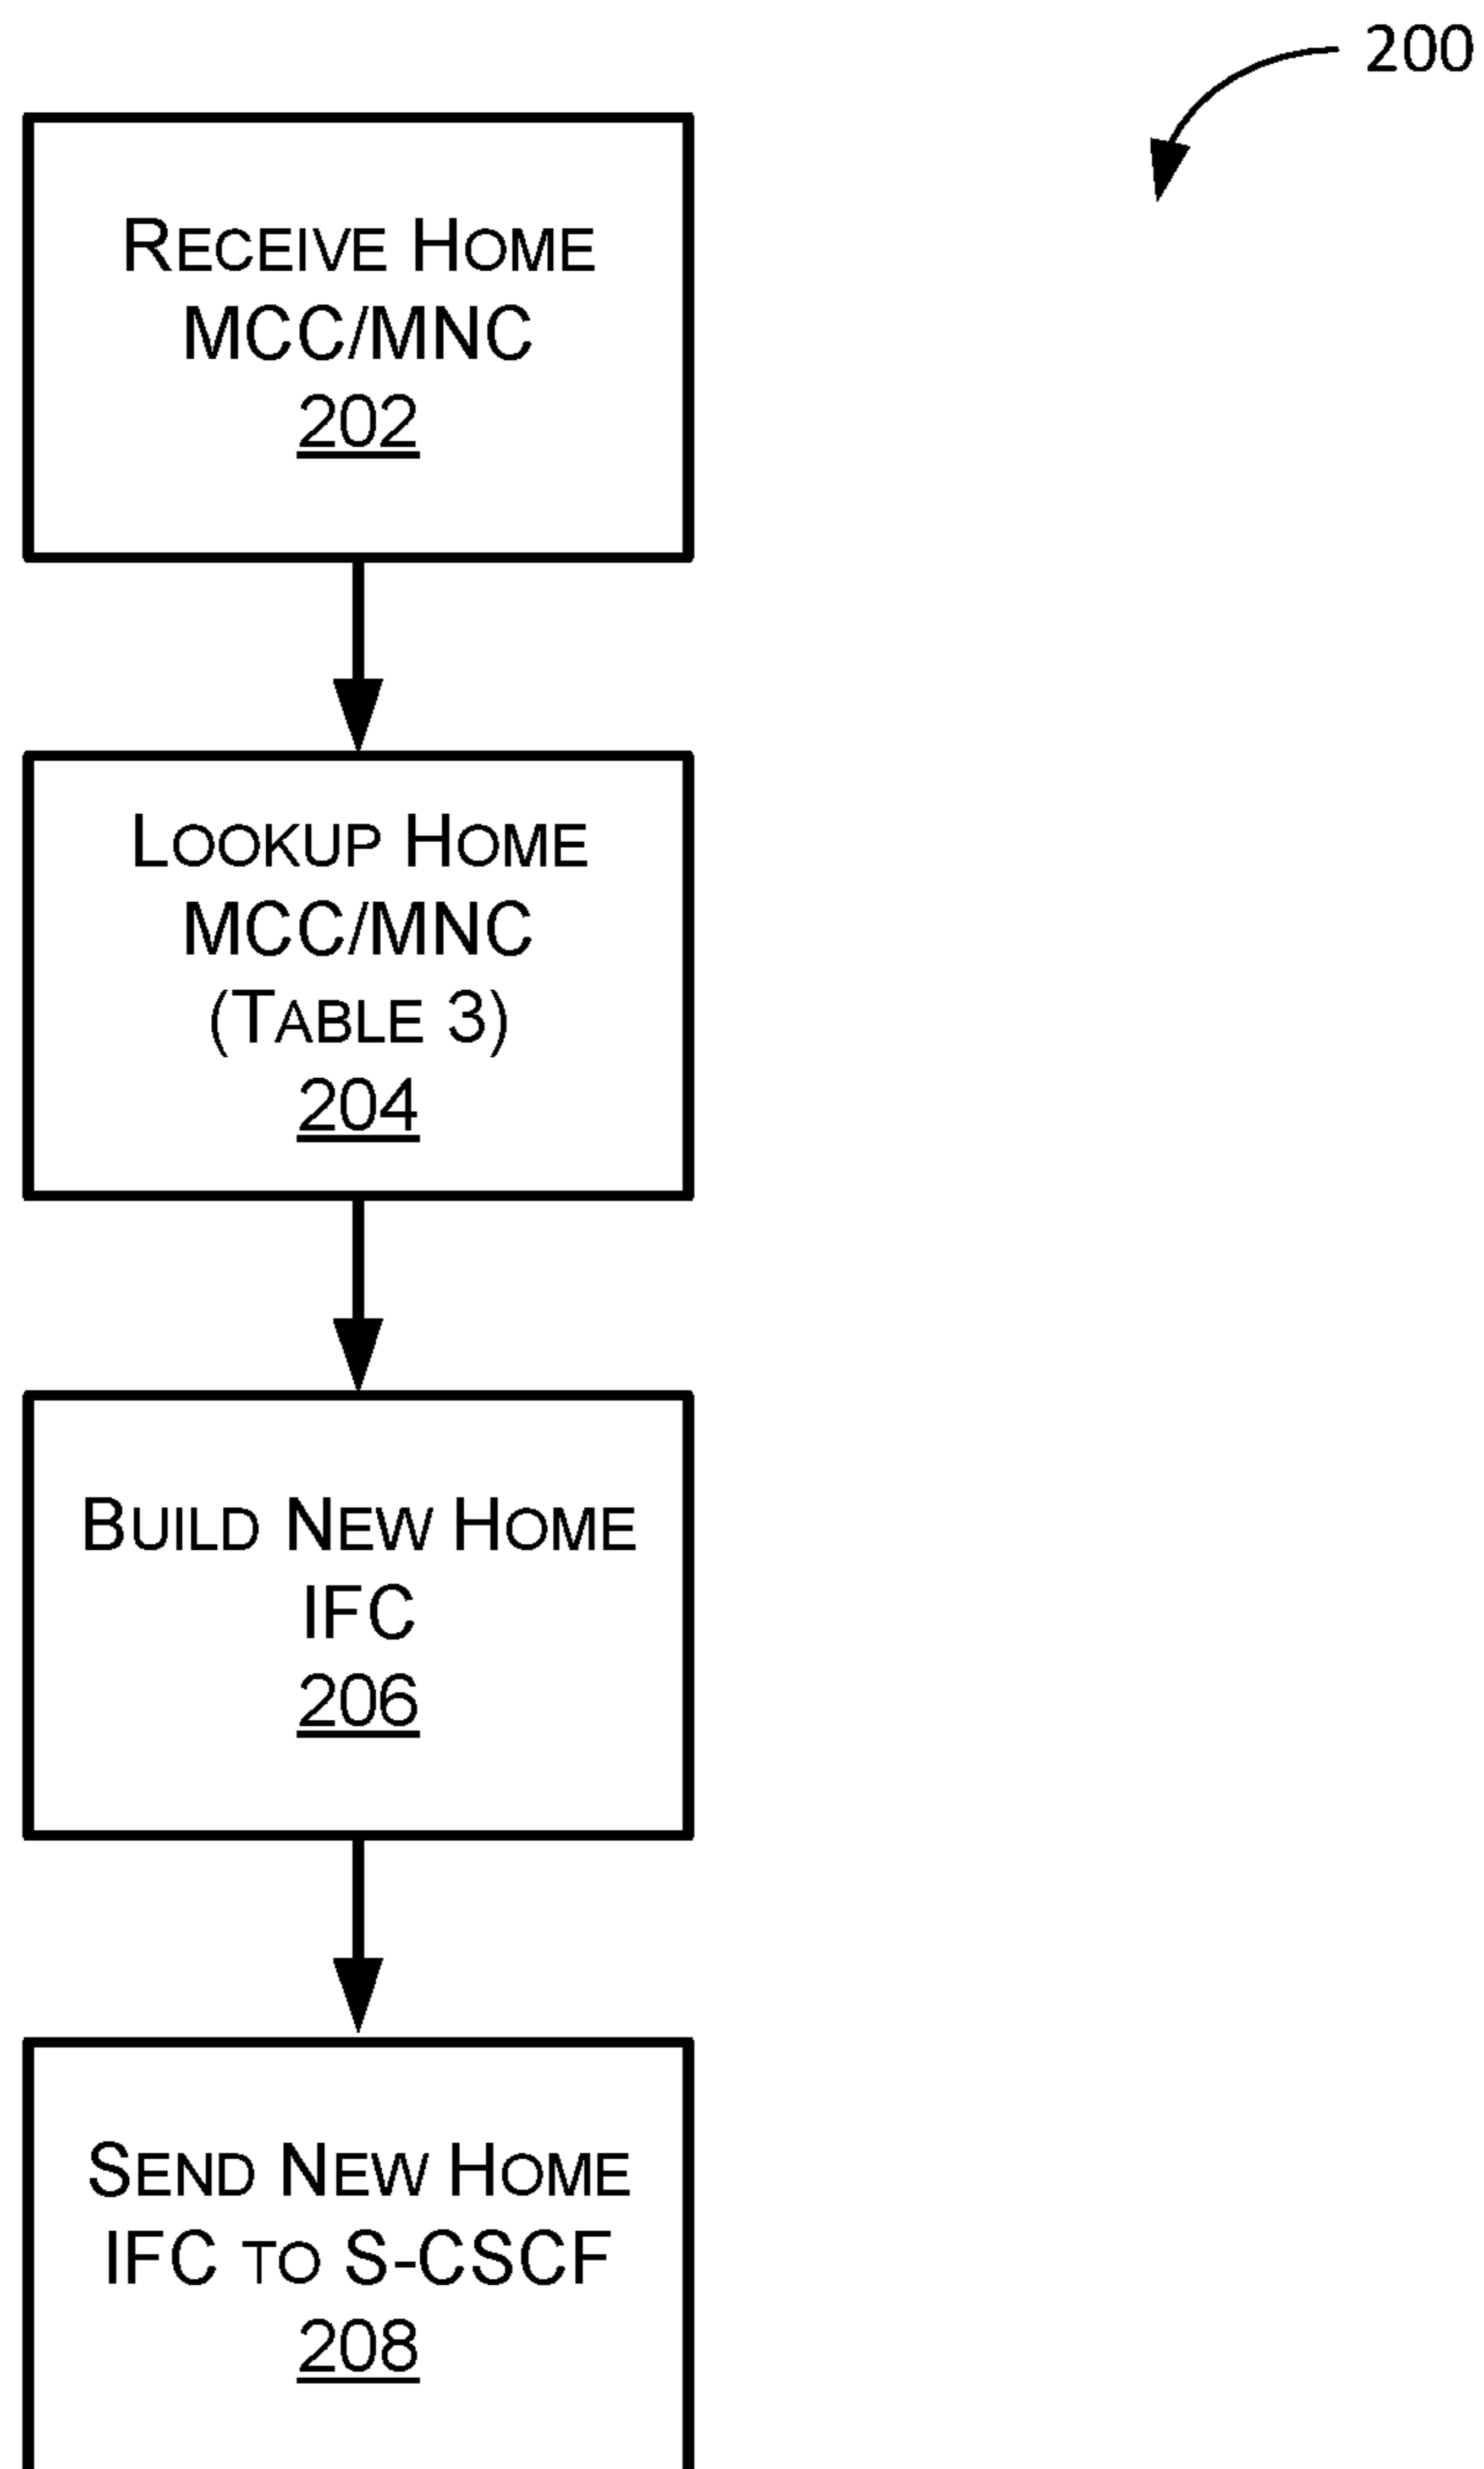 200
RECEIVE HOME
MCC/MNC
202
LOOKUP HOME
MCC/MNC
(TABLE 3)
204
BUILD NEW HOME
IFC
206
SEND NEW HOME
IFC TO S-CSCF
208